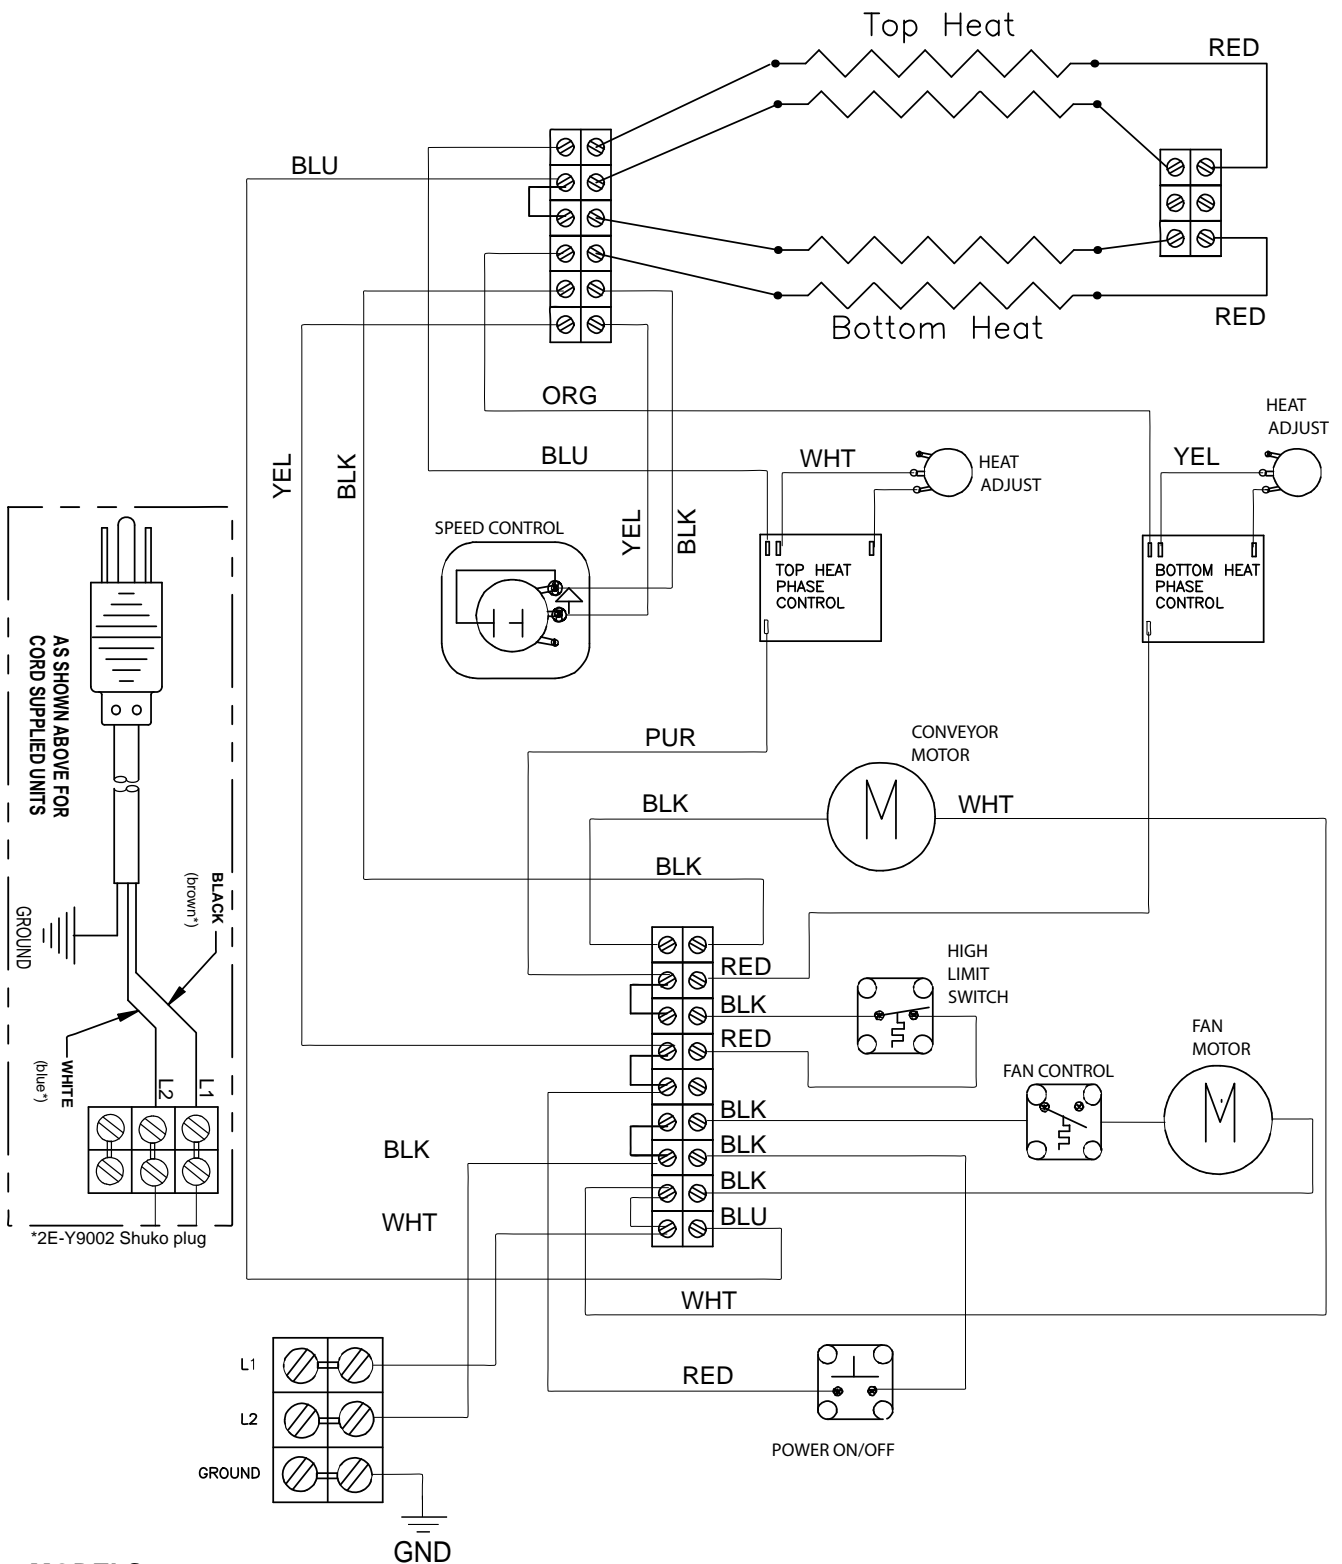 Top Heat
RED
BLU
Bottom Heat
RED
ORG
HEAT
ADJUST
BLU
WHT
HEAT
ADJUST
YEL
YEL
BLK
SPEED CONTROL
YEL
BLK
TOP HEAT
PHASE
CONTROL
BOTTOM HEAT
PHASE
CONTROL
AS SHOWN ABOVE FOR
CORD SUPPLIED UNITS
PUR
CONVEYOR
MOTOR
M
BLK
WHT
BLK
BLACK
(brown*)
GROUND
WHITE
(blue*)
L2
L1
*2E-Y9002 Shuko plug
RED
HIGH
LIMIT
SWITCH
BLK
RED
FAN
MOTOR
M
FAN CONTROL
BLK
BLK
BLK
BLK
WHT
BLU
WHT
L1
RED
L2
POWER ON/OFF
GROUND
GND